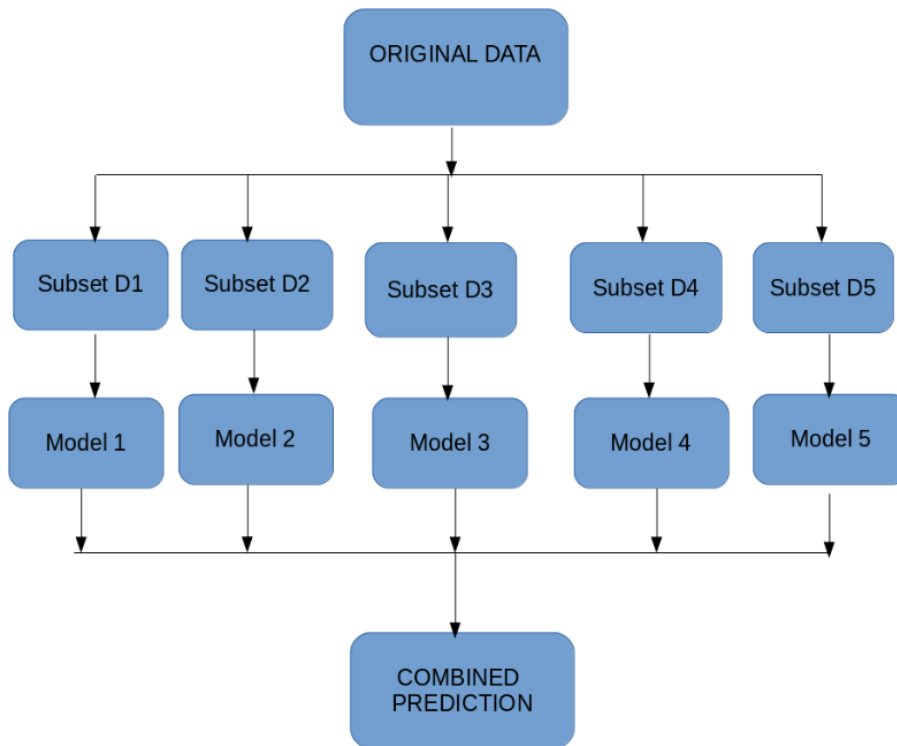 ORIGINAL DATA
Subset D1
Subset D2
Subset D3
Subset D4
Subset D5
Model 1
Model 2
Model 3
Model 4
Model 5
COMBINED
PREDICTION